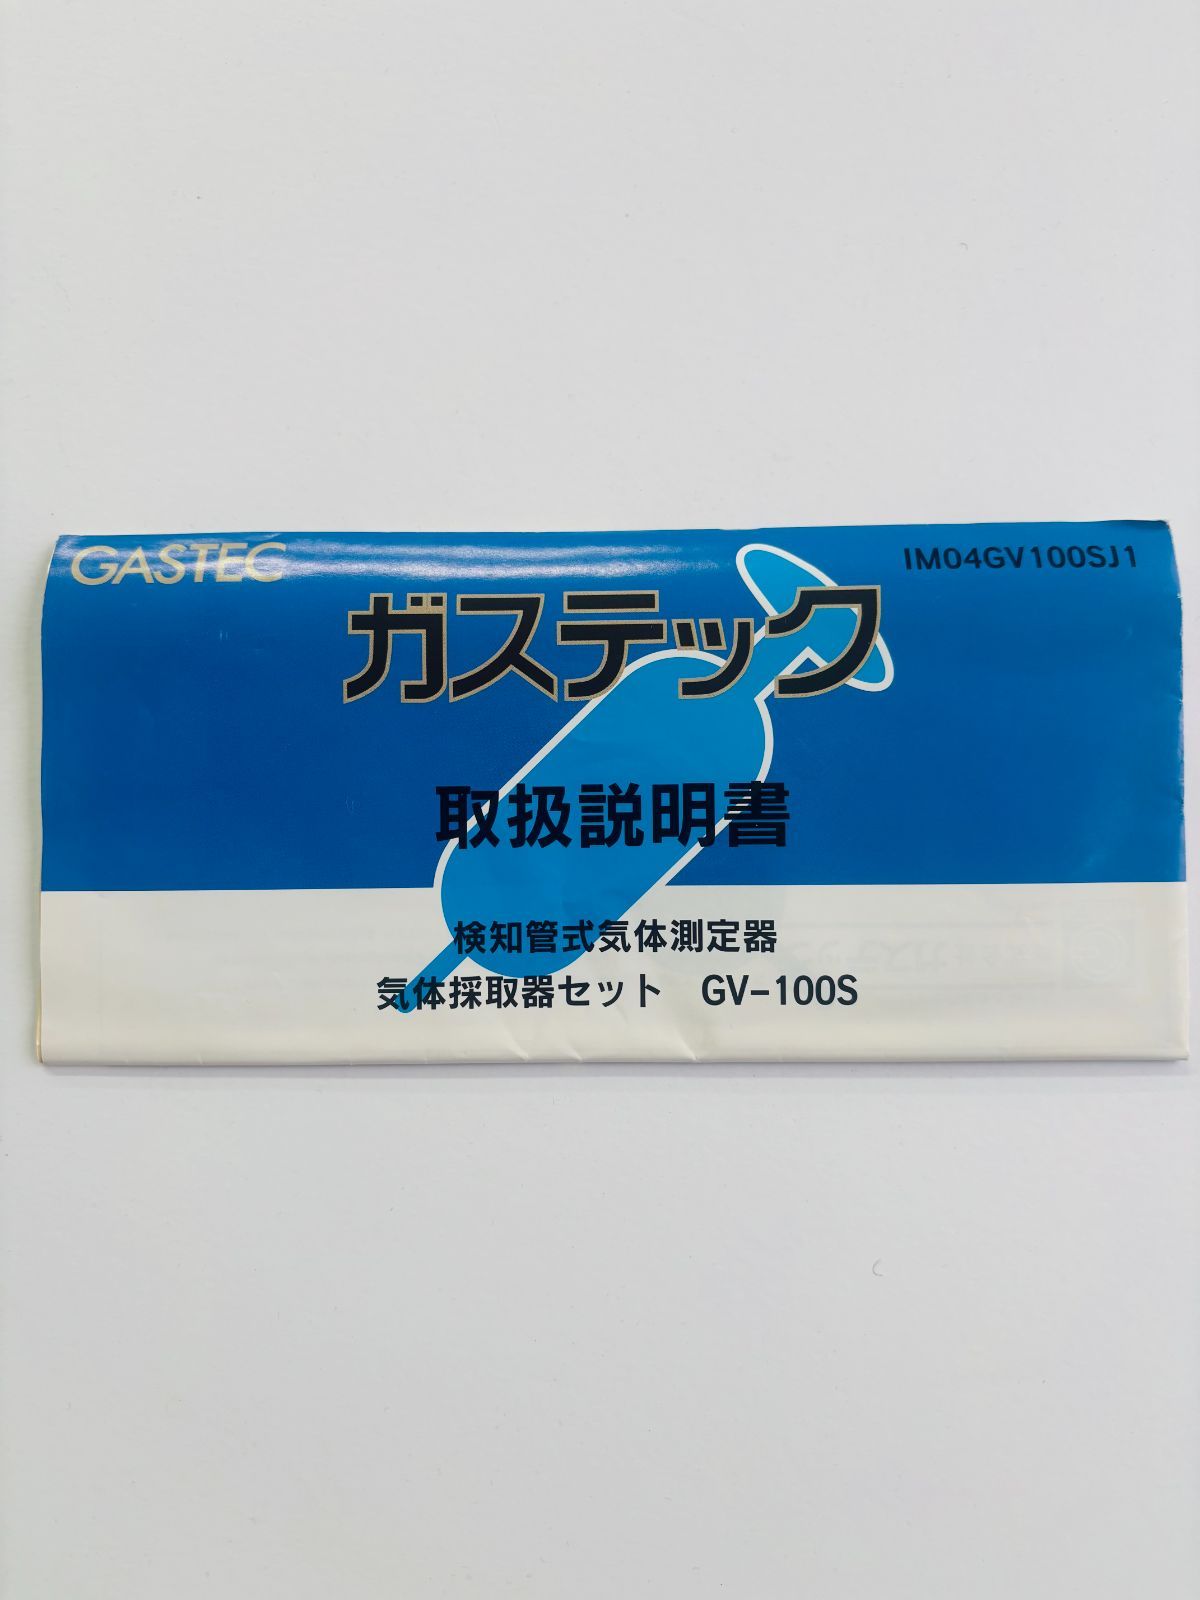 GASTEC
IM04GV100SJ1
ガステック
取扱説明書
検知管式気体測定器
気体採取器セット　GV-100S